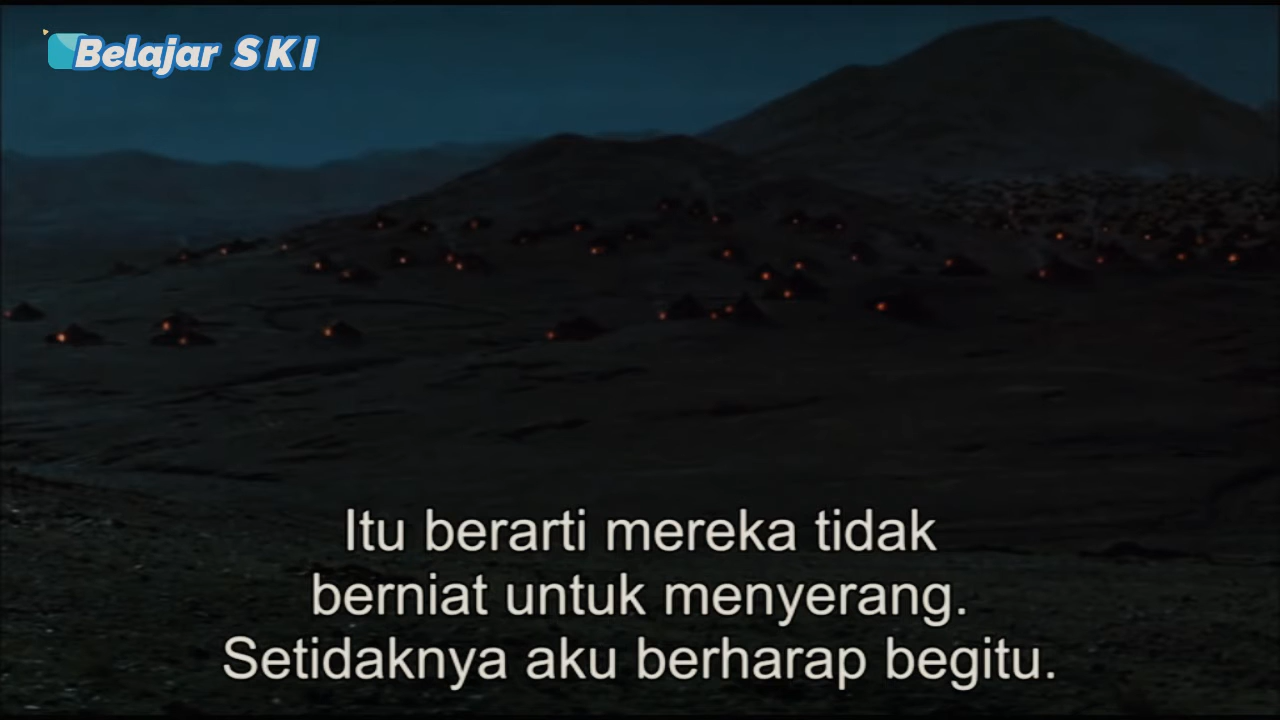 Belajar SKI
Itu berarti mereka tidak
berniat untuk menyerang.
Setidaknya aku berharap begitu.